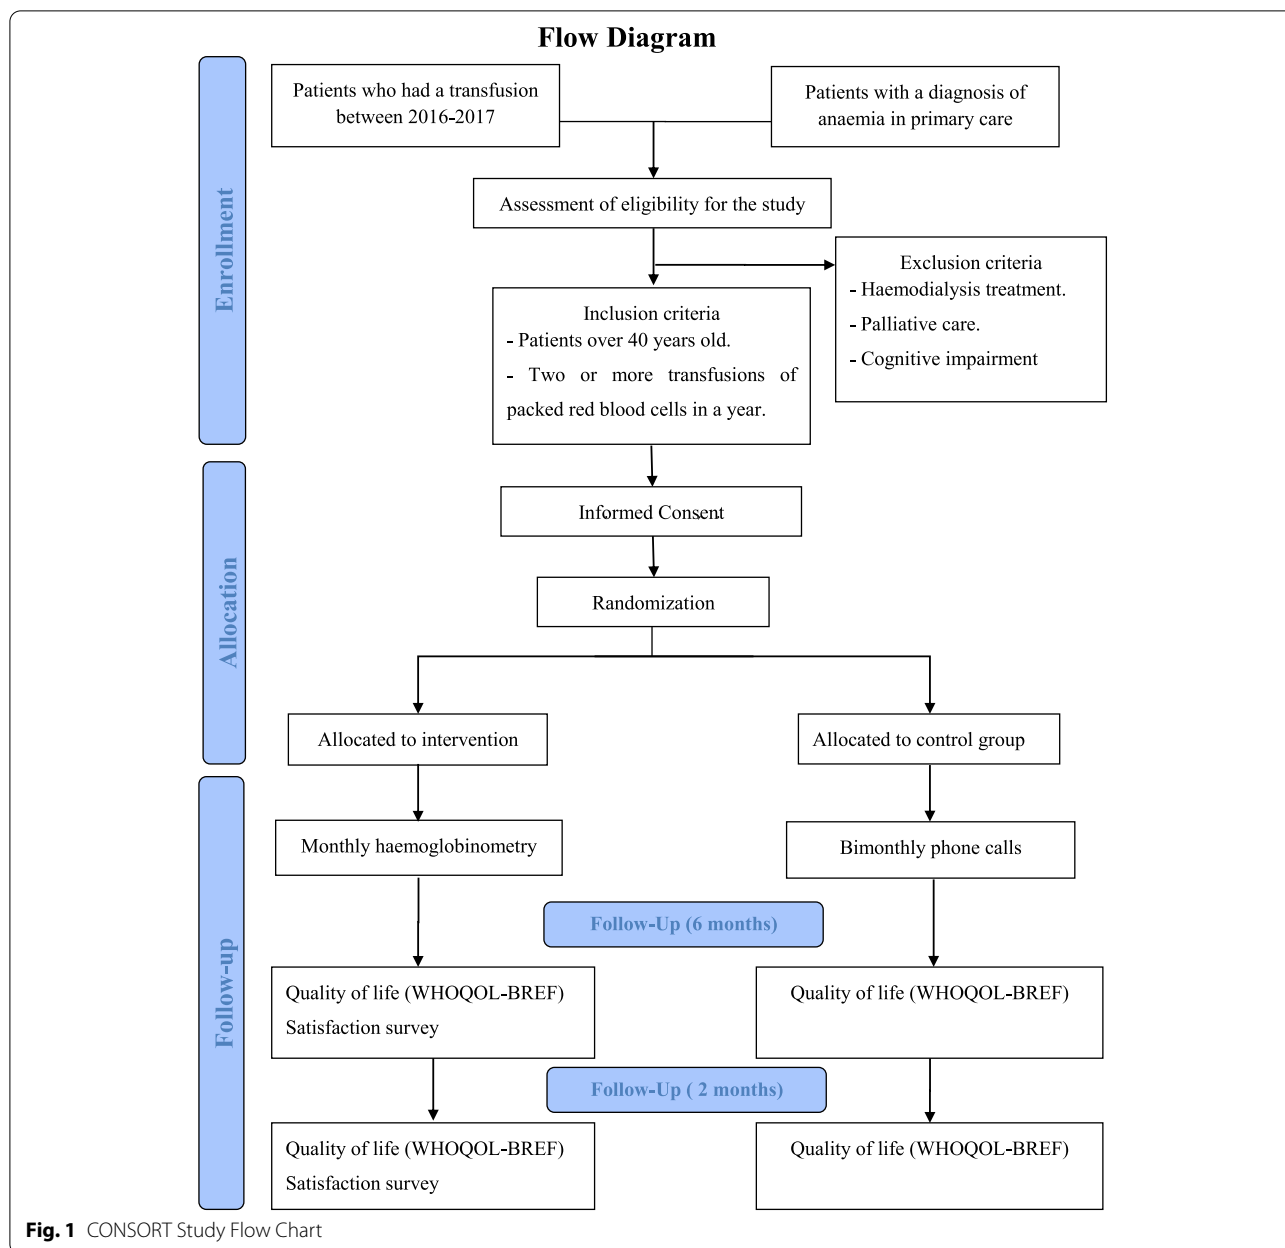 Flow Diagram
Enrollment
Patients who had a transfusion
between 2016-2017
Patients with a diagnosis of
anaemia in primary care
Assessment of eligibility for the study
Exclusion criteria
- Haemodialysis treatment.
- Palliative care.
- Cognitive impairment
Inclusion criteria
- Patients over 40 years old.
- Two or more transfusions of
packed red blood cells in a year.
Allocation
Informed Consent
Randomization
Allocated to intervention
Allocated to control group
Follow-up
Monthly haemoglobinometry
Bimonthly phone calls
Follow-Up (6 months)
Quality of life (WHOQOL-BREF)
Satisfaction survey
Quality of life (WHOQOL-BREF)
Follow-Up ( 2 months)
Quality of life (WHOQOL-BREF)
Satisfaction survey
Quality of life (WHOQOL-BREF)
Fig. 1 CONSORT Study Flow Chart